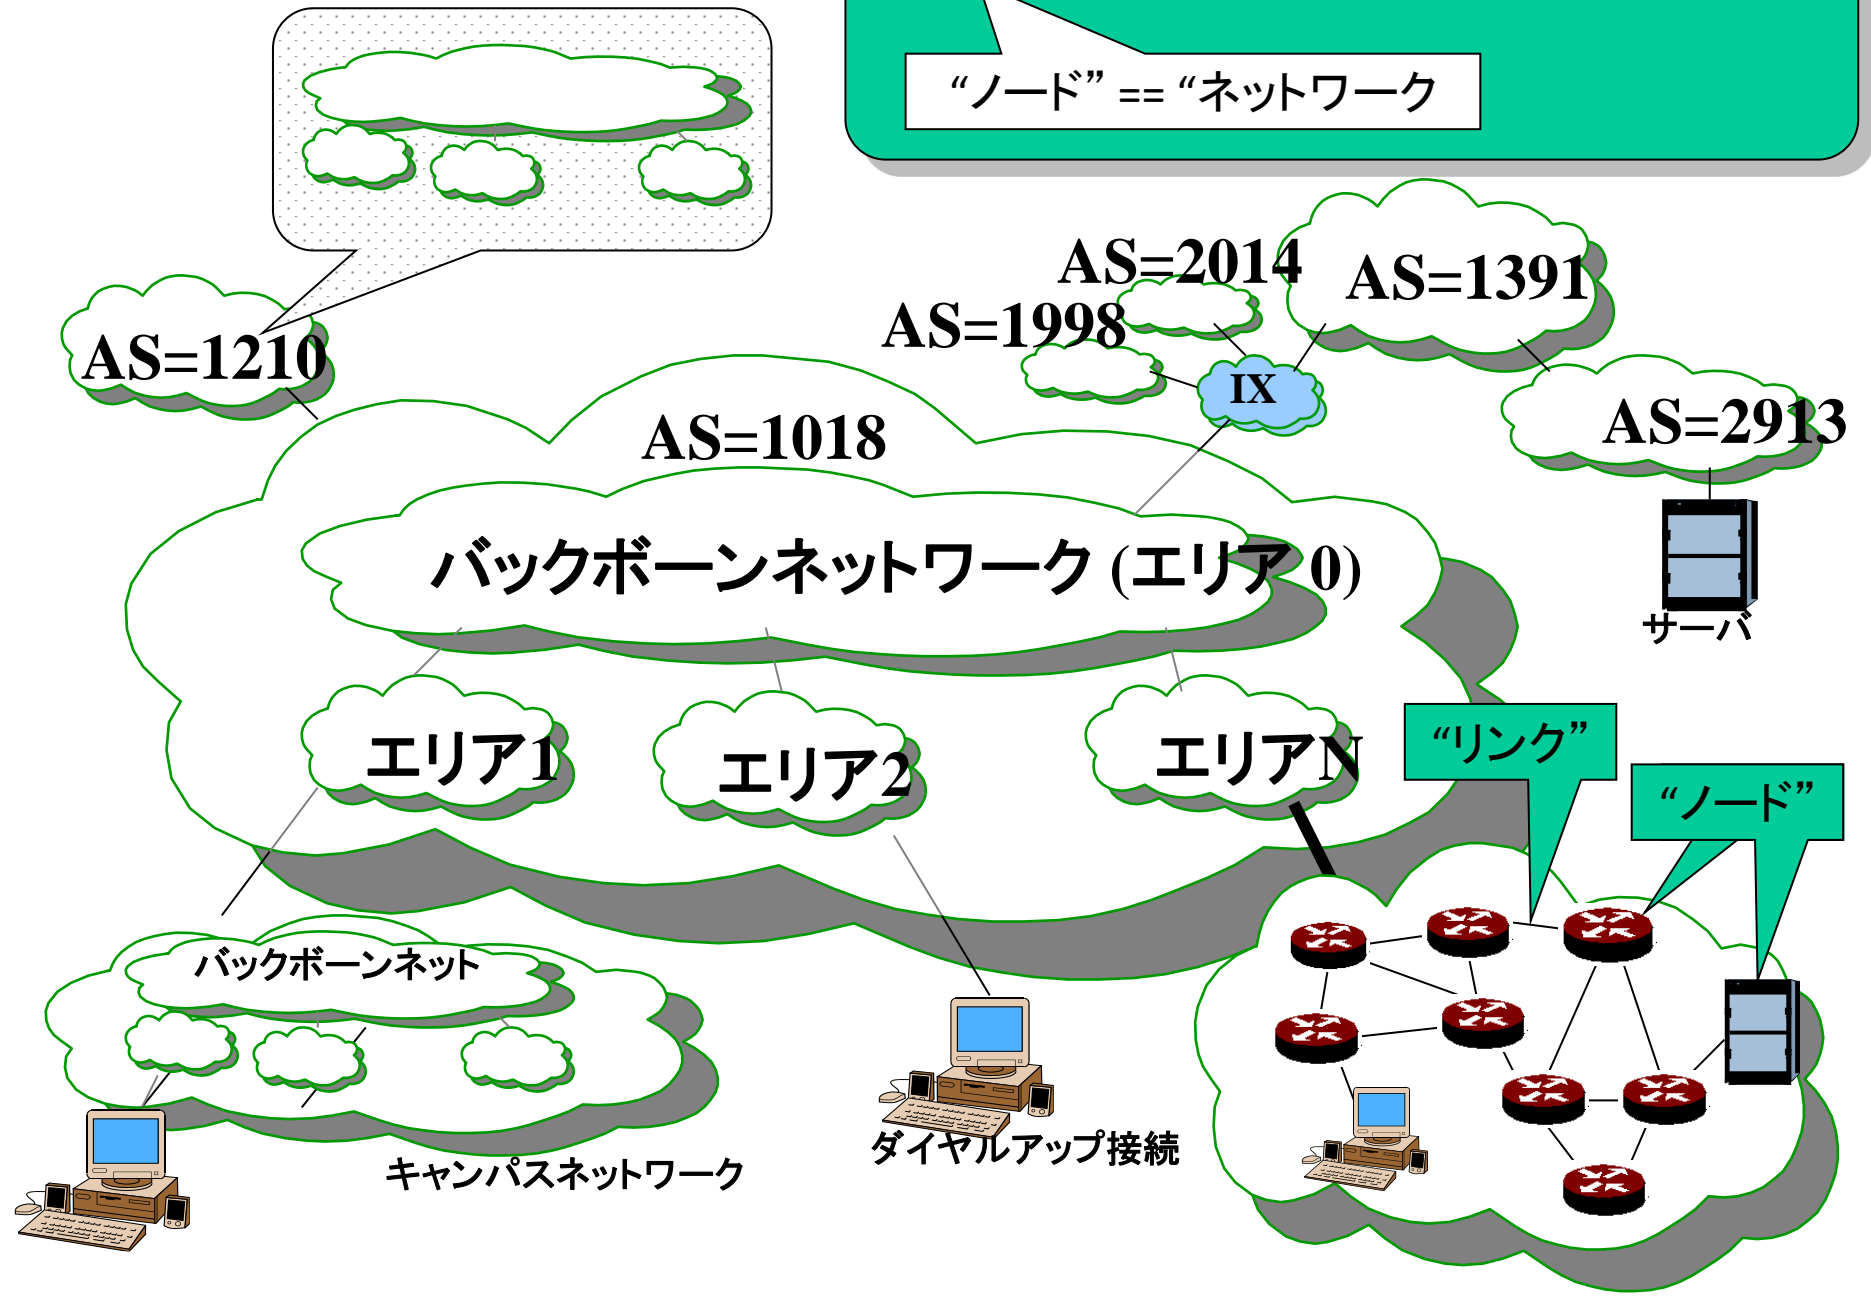 “ノード” == “ネットワーク
AS=2014
AS=1391
AS=1998
AS=1210
IX
AS=1018
AS=2913
バックボーンネットワーク (エリア 0)
サーバ
“リンク”
エリア1
エリア2
エリアN
“ノード”
バックボーンネット
ダイヤルアップ接続
キャンパスネットワーク